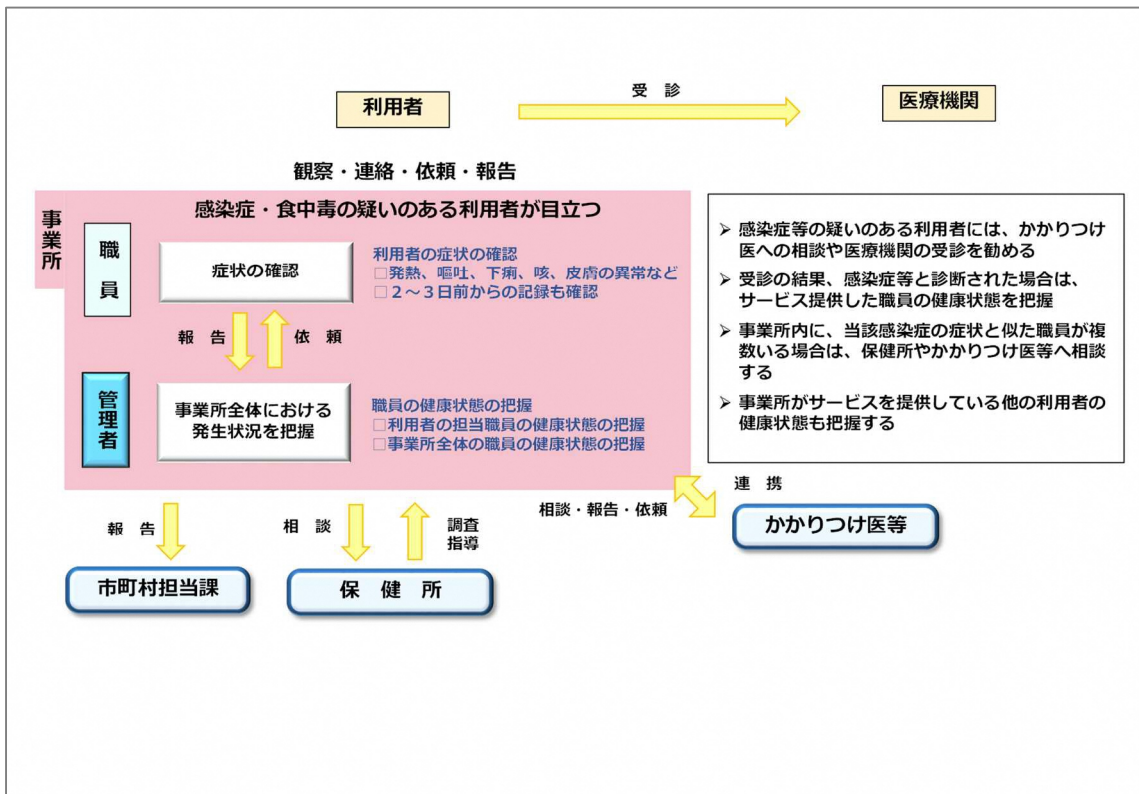 利用者
受 診
医療機関
観察・連絡・依頼・報告
事業所
感染症・食中毒の疑いのある利用者が目立つ
職員
症状の確認
利用者の症状の確認
□発熱、嘔吐、下痢、咳、皮膚の異常など
□２～３日前からの記録も確認
報 告
依 頼
管理者
事業所全体における
発生状況を把握
職員の健康状態の把握
□利用者の担当職員の健康状態の把握
□事業所全体の職員の健康状態の把握
➢ 感染症等の疑いのある利用者には、かかりつけ
医への相談や医療機関の受診を勧める
➢ 受診の結果、感染症等と診断された場合は、
サービス提供した職員の健康状態を把握
➢ 事業所内に、当該感染症の症状と似た職員が複
数いる場合は、保健所やかかりつけ医等へ相談
する
➢ 事業所がサービスを提供している他の利用者の
健康状態も把握する
報 告
相 談
調査
指導
相談・報告・依頼
連 携
かかりつけ医等
市町村担当課
保 健 所